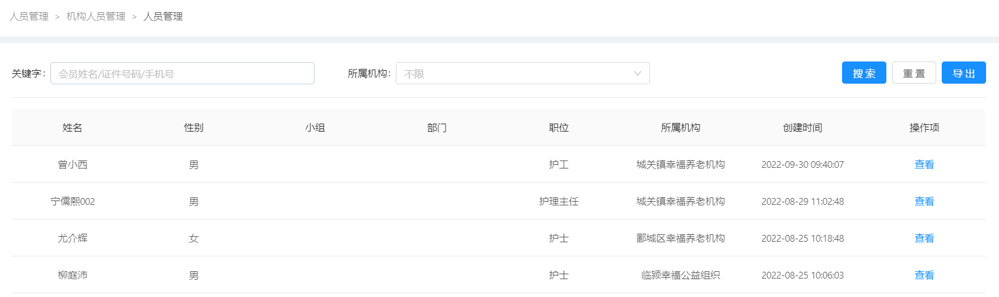 人员管理 > 机构人员管理 > 人员管理
关键字: 会员姓名/证件号码/手机号 所属机构: 不限 搜索 重置 导出
姓名 性别 小组 部门 职位 所属机构 创建时间 操作项
曾小西 男 护工 城关镇幸福养老机构 2022-09-30 09:40:07 查看
宁儒熙002 男 护理主任 城关镇幸福养老机构 2022-08-29 11:02:48 查看
尤介辉 女 护士 郾城区幸福养老机构 2022-08-25 10:18:48 查看
柳庭沛 男 护士 临颍幸福公益组织 2022-08-25 10:06:03 查看